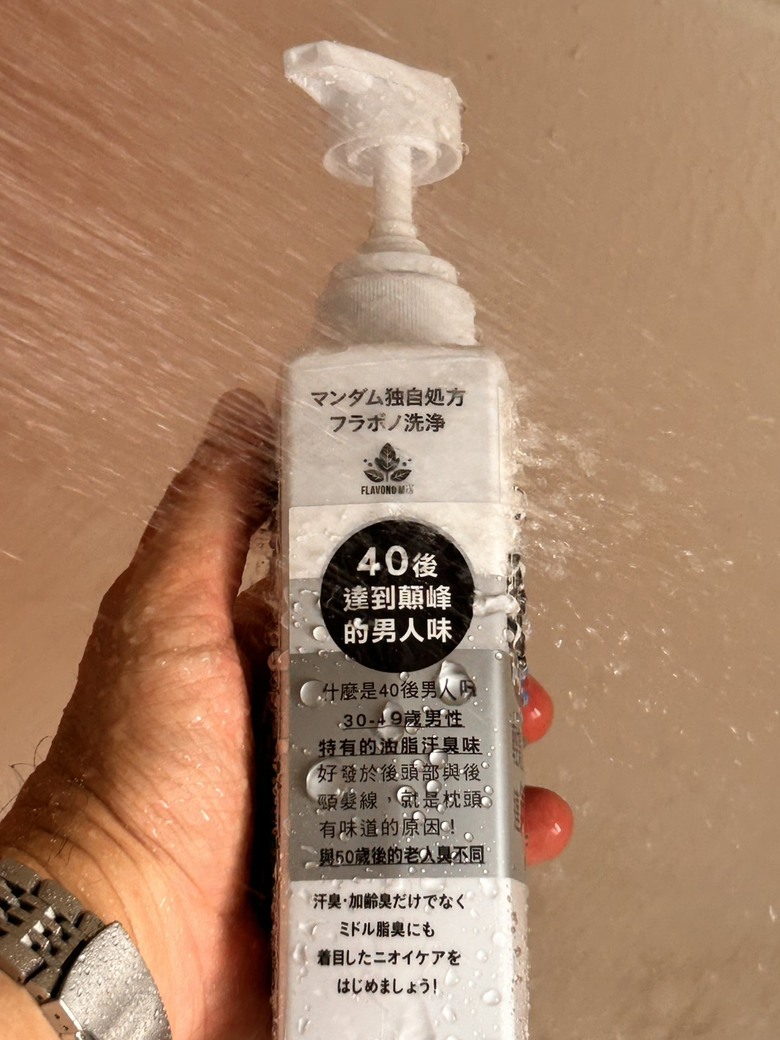 マンダム独自処方
フラボノ洗浄
FLAVONO MIX
40後
達到顛峰
的男人味
什麼是40後男人味
30-49歲男性
特有的油脂汗臭味
好發於後頭部與後
頸髮線，就是枕頭
有味道的原因！
與50歲後的老人臭不同
汗臭・加齢臭だけでなく
ミドル脂臭にも
着目したニオイケアを
はじめましょう！